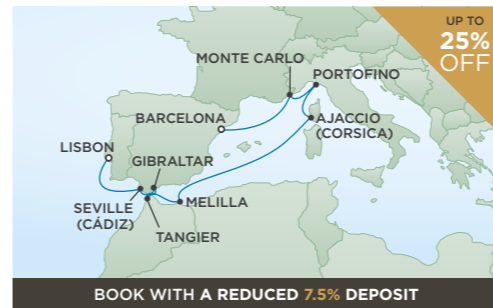 UP TO
25%
OFF
MONTE CARLO
PORTOFINO
BARCELONA
AJACCIO
(CORSICA)
LISBON
GIBRALTAR
SEVILLE
(CÁDIZ)
MELILLA
TANGIER
BOOK WITH A REDUCED 7.5% DEPOSIT